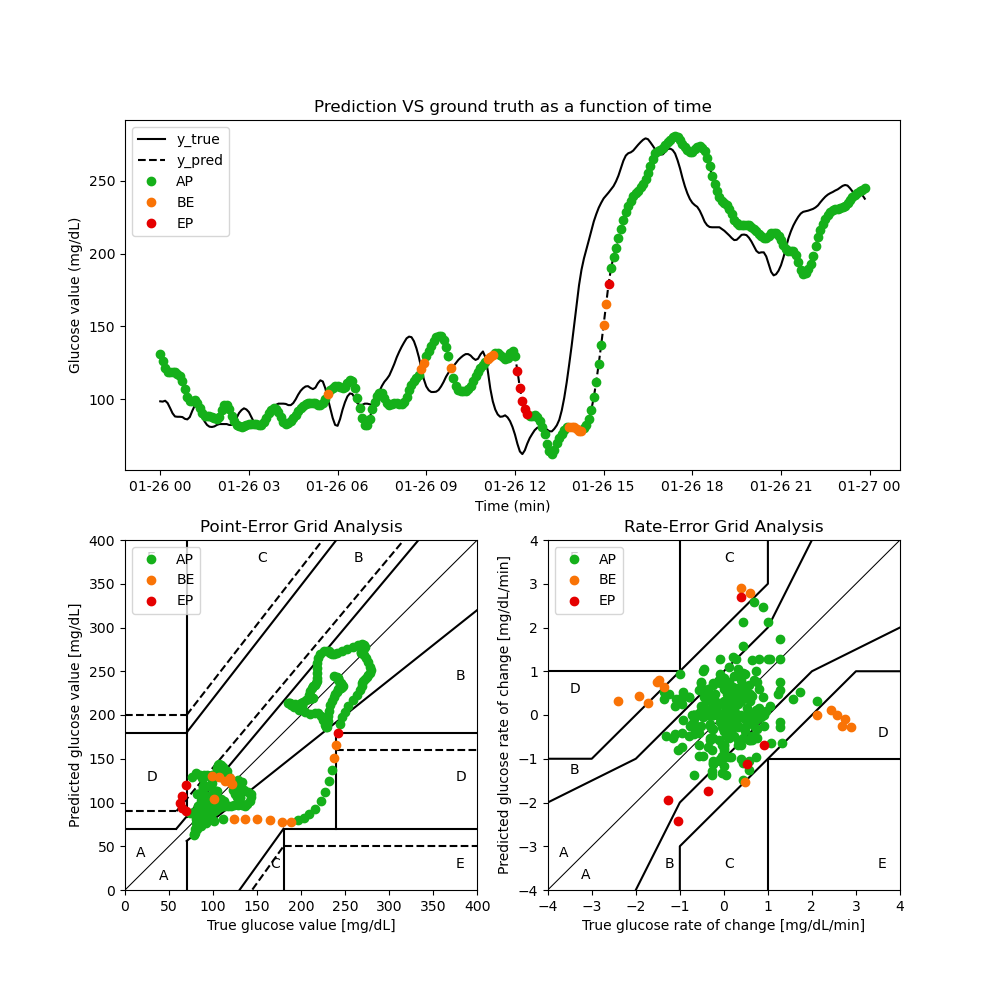 Prediction VS ground truth as a function of time
y_true
y_pred
AP
BE
EP
Glucose value (mg/dL)
250
200
150
100
01-26 00
01-26 03
01-26 06
01-26 09
01-26 12
01-26 15
01-26 18
01-26 21
01-27 00
Time (min)
Point-Error Grid Analysis
AP
BE
EP
C
B
B
D
D
A
A
C
E
Predicted glucose value [mg/dL]
400
350
300
250
200
150
100
50
0
0
50
100
150
200
250
300
350
400
True glucose value [mg/dL]
Rate-Error Grid Analysis
AP
BE
EP
C
D
D
B
A
A
B
C
E
Predicted glucose rate of change [mg/dL/min]
4
3
2
1
0
−1
−2
−3
−4
−4
−3
−2
−1
0
1
2
3
4
True glucose rate of change [mg/dL/min]